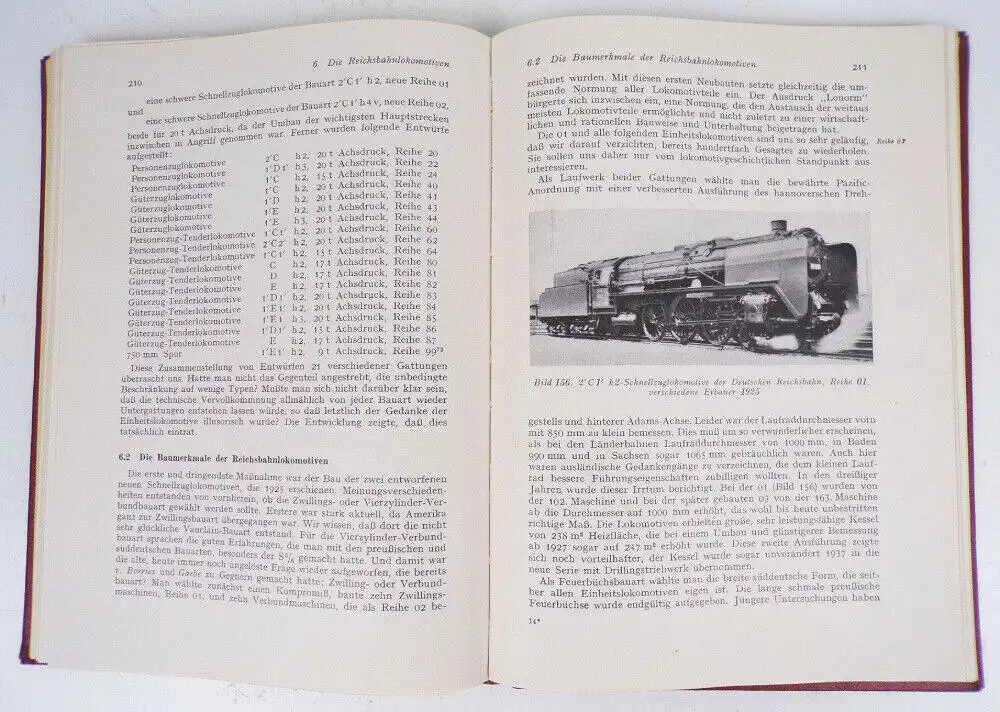 210
6 Die Reichsbahnlokomotiven
eine schwere Schnellzuglokomotive der Bauart 2'C1' h2, neue Reihe 01
und
eine schwere Schnellzuglokomotive der Bauart 2'C1' h4v, neue Reihe 02,
beide für 20 t Achsdruck, da der Umbau der wichtigsten Hauptstrecken
inzwischen in Angriff genommen war. Ferner wurden folgende Entwürfe
aufgestellt:
Personenzuglokomotive 2'C h2, 20 t Achsdruck, Reihe 20
Personenzuglokomotive 1'D1' h3, 20 t Achsdruck, Reihe 22
Personenzuglokomotive 1'C h2, 15 t Achsdruck, Reihe 24
Güterzuglokomotive 1'C h2, 20 t Achsdruck, Reihe 40
Güterzuglokomotive 1'D h2, 20 t Achsdruck, Reihe 41
Güterzuglokomotive 1'E h2, 20 t Achsdruck, Reihe 43
Güterzuglokomotive 1'E h3, 20 t Achsdruck, Reihe 44
Personenzug-Tenderlokomotive 1'C1' h2, 20 t Achsdruck, Reihe 60
Personenzug-Tenderlokomotive 2'C2' h2, 20 t Achsdruck, Reihe 62
Personenzug-Tenderlokomotive 1'C1' h2, 15 t Achsdruck, Reihe 64
Güterzug-Tenderlokomotive C h2, 17 t Achsdruck, Reihe 80
Güterzug-Tenderlokomotive D h2, 17 t Achsdruck, Reihe 81
Güterzug-Tenderlokomotive E h2, 17 t Achsdruck, Reihe 82
Güterzug-Tenderlokomotive 1'D1' h2, 20 t Achsdruck, Reihe 83
Güterzug-Tenderlokomotive 1'E1' h2, 20 t Achsdruck, Reihe 84
Güterzug-Tenderlokomotive 1'E1' h3, 20 t Achsdruck, Reihe 85
Güterzug-Tenderlokomotive 1'D1' h2, 15 t Achsdruck, Reihe 86
Güterzug-Tenderlokomotive E h2, 17 t Achsdruck, Reihe 87
750 mm Spur 1'E1' h2, 9 t Achsdruck, Reihe 99⁷³
Diese Zusammenstellung von Entwürfen 21 verschiedener Gattungen
überrascht uns. Hatte man nicht das Gegenteil angestrebt, die unbedingte
Beschränkung auf wenige Typen? Mußte man sich nicht darüber klar sein,
daß die technische Vervollkommnung allmählich von jeder Bauart wieder
Untergattungen entstehen lassen würde, so daß letztlich der Gedanke der
Einheitslokomotive illusorisch wurde? Die Entwicklung zeigte, daß dies
tatsächlich eintrat.
6.2 Die Baumerkmale der Reichsbahnlokomotiven
Die erste und dringendste Maßnahme war der Bau der zwei entworfenen
neuen Schnellzuglokomotiven, die 1925 erschienen. Meinungsverschieden-
heiten entstanden von vornherein, ob die Zwillings- oder Vierzylinder-Ver-
bundbauart gewählt werden sollte. Erstere war stark aktuell, da Amerika
ganz zur Zwillingsbauart übergegangen war. Wir wissen, daß dort die nicht
sehr glückliche Vauclain-Bauart entstand. Für die Vierzylinder-Verbund-
bauart sprachen die guten Erfahrungen, die man mit den preußischen und
süddeutschen Bauarten, besonders der S³/₆ gemacht hatte. Und damit war
die alte, heute immer noch ungelöste Frage wieder aufgeworfen, die bereits
v. Borries und Garbe zu Gegnern gemacht hatte: Zwilling- oder Verbund-
bauart? Man wählte zunächst einen Kompromiß, baute zehn Zwillings-
maschinen, Reihe 01, und zehn Verbundmaschinen, die als Reihe 02 be-
6.2 Die Baumerkmale der Reichsbahnlokomotiven
211
zeichnet wurden. Mit diesen ersten Neubauten setzte gleichzeitig die um-
fassende Normung aller Lokomotivteile ein. Der Ausdruck „Lonorm"
bürgerte sich inzwischen ein, eine Normung, die den Austausch der weitaus
meisten Lokomotivteile ermöglichte und nicht zuletzt zu einer wirtschaft-
lichen und rationellen Bauweise und Unterhaltung beigetragen hat.
Die 01 und alle folgenden Einheitslokomotiven sind uns so sehr geläufig,
daß wir darauf verzichten, bereits hundertfach Gesagtes zu wiederholen.
Sie sollen uns daher nur vom lokomotivgeschichtlichen Standpunkt aus
interessieren.
Reihe 01
Als Laufwerk beider Gattungen wählte man die bewährte Pazific-
Anordnung mit einer verbesserten Ausführung des hannoverschen Dreh-
Bild 156. 2'C1' h2-Schnellzuglokomotive der Deutschen Reichsbahn, Reihe 01,
verschiedene Erbauer 1925
gestells und hinterer Adams-Achse. Leider war der Laufraddurchmesser vorn
mit 850 mm zu klein bemessen. Dies muß um so verwunderlicher erscheinen,
als bei den Länderbahnen Laufraddurchmesser von 1000 mm, in Baden
990 mm und in Sachsen sogar 1065 mm gebräuchlich waren. Auch hier
waren ausländische Gedankengänge zu verzeichnen, die dem kleinen Lauf-
rad bessere Führungseigenschaften zubilligen wollten. In den dreißiger
Jahren wurde dieser Irrtum berichtigt. Bei der 01 (Bild 156) wurden von
der 102. Maschine und bei der später gebauten 03 von der 163. Maschine
ab die Durchmesser auf 1000 mm erhöht, das wohl bis heute unbestritten
richtige Maß. Die Lokomotiven erhielten große, sehr leistungsfähige Kessel
von 238 m² Heizfläche, die bei einem Umbau und günstigerer Bemessung
ab 1927 sogar auf 247 m² erhöht wurde. Diese zweite Ausführung zeigte
sich noch vorteilhafter, der Kessel wurde sogar unverändert 1937 in die
neue Serie mit Drillingstriebwerk übernommen.
Als Feuerbüchsbauart wählte man die breite süddeutsche Form, die seit-
her allen Einheitslokomotiven eigen ist. Die lange schmale preußische
Feuerbüchse wurde endgültig aufgegeben. Jüngere Untersuchungen haben
14*